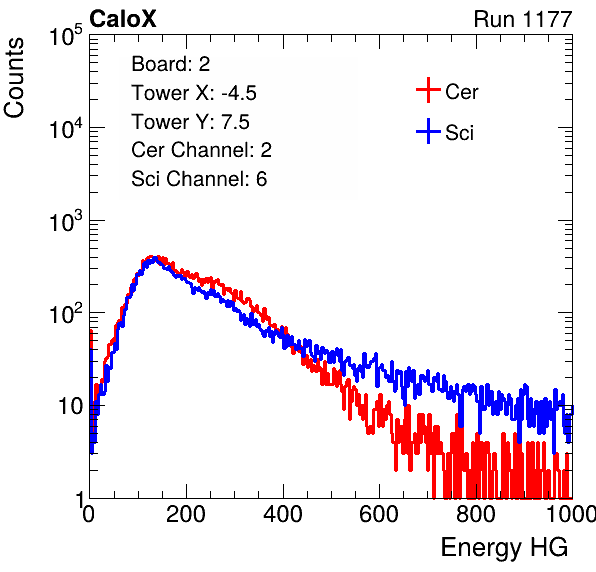 CaloX Run 1177
Counts
10^5
10^4
10^3
10^2
10
1
Board: 2
Tower X: -4.5
Tower Y: 7.5
Cer Channel: 2
Sci Channel: 6
Cer
Sci
0 200 400 600 800 1000
Energy HG